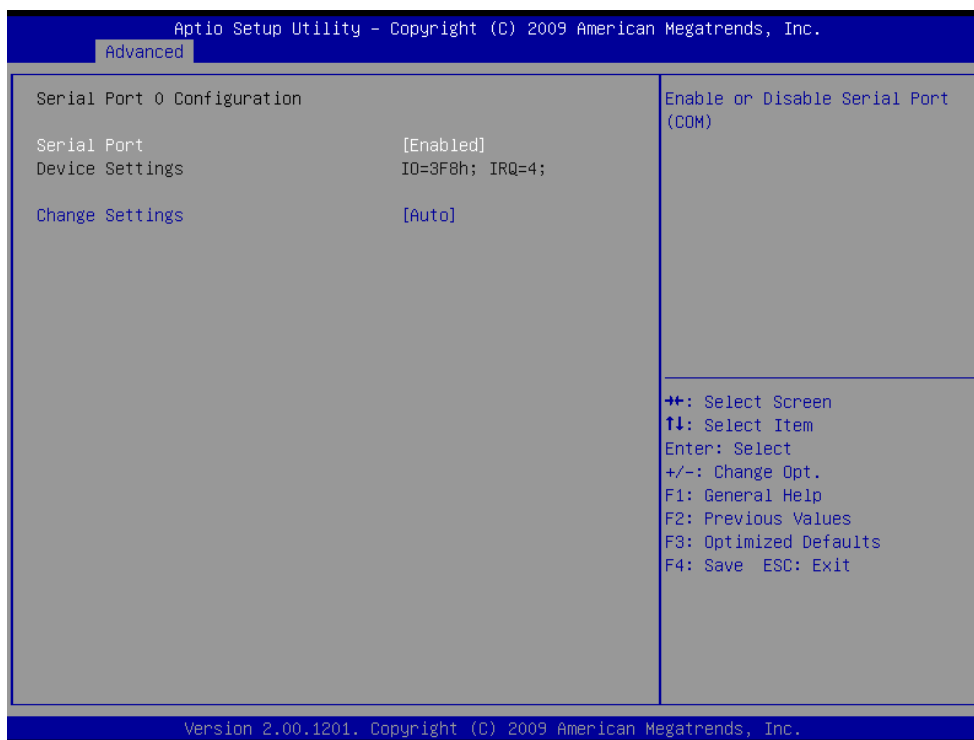 Aptio Setup Utility – Copyright (C) 2009 American Megatrends, Inc.
Advanced
Serial Port 0 Configuration
Serial Port [Enabled]
Device Settings IO=3F8h; IRQ=4;
Change Settings [Auto]
Enable or Disable Serial Port
(COM)
→←: Select Screen
↑↓: Select Item
Enter: Select
+/-: Change Opt.
F1: General Help
F2: Previous Values
F3: Optimized Defaults
F4: Save ESC: Exit
Version 2.00.1201. Copyright (C) 2009 American Megatrends, Inc.